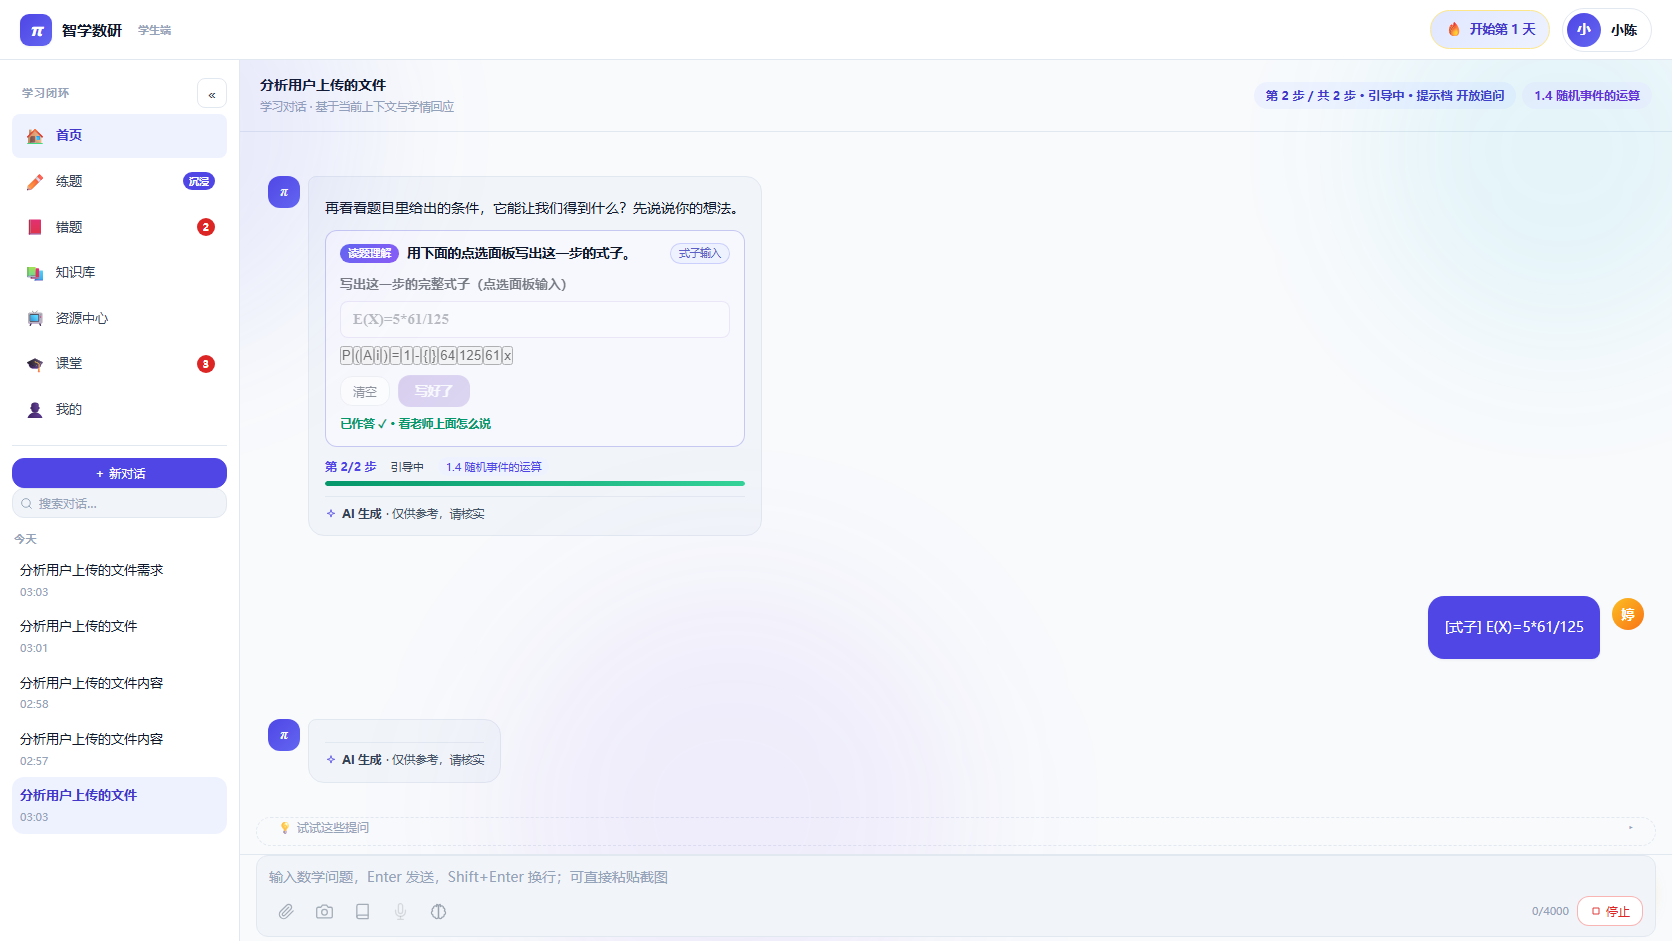 π 智学数研 学生端
开始第 1 天
小 小陈
学习闭环 «
首页
练题 沉浸
错题 2
知识库
资源中心
课堂 3
我的
+ 新对话
搜索对话...
今天
分析用户上传的文件需求
03:03
分析用户上传的文件
03:01
分析用户上传的文件内容
02:58
分析用户上传的文件内容
02:57
分析用户上传的文件
03:03
分析用户上传的文件
学习对话 · 基于当前上下文与学情回应
第 2 步 / 共 2 步 • 引导中 • 提示档 开放追问
1.4 随机事件的运算
π
再看看题目里给出的条件，它能让我们得到什么？先说说你的想法。
读题理解 用下面的点选面板写出这一步的式子。 式子输入
写出这一步的完整式子（点选面板输入）
E(X)=5*61/125
P ( A i ) = 1 - { } 64 125 61 x
清空 写好了
已作答 ✓ • 看老师上面怎么说
第 2/2 步 引导中 1.4 随机事件的运算
AI 生成 · 仅供参考，请核实
[式子] E(X)=5*61/125
婷
π
AI 生成 · 仅供参考，请核实
试试这些提问
输入数学问题，Enter 发送，Shift+Enter 换行；可直接粘贴截图
0/4000 停止